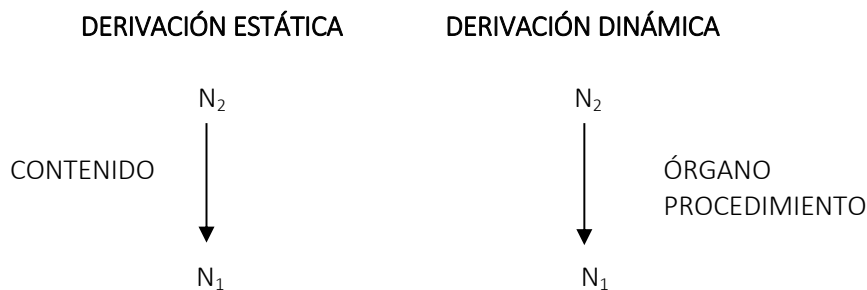 DERIVACIÓN ESTÁTICA DERIVACIÓN DINÁMICA
N₂ N₂
CONTENIDO ÓRGANO
PROCEDIMIENTO
N₁ N₁